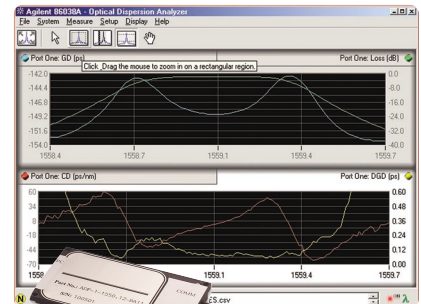 Agilent 86038A - Optical Dispersion Analyzer
File System Measure Setup Display Help
Port One: GD (ps) Port One: Loss (dB)
Click _Drag the mouse to zoom in on a rectangular region.
-142.0 0.0
-144.4 -8.0
-146.8 -16.0
-149.2 -24.0
-151.6 -32.0
-154.0 -40.0
1558.4 1558.7 1559.1 1559.4 1559.7
Port One: CD (ps/nm) Port One: DGD (ps)
60 0.60
34 0.48
8 0.36
-18 0.24
-44 0.12
-70 0.00
1559.1 1559.4 1559.7
COMM
Part No.:
S/N: 100501
.csv
N λ